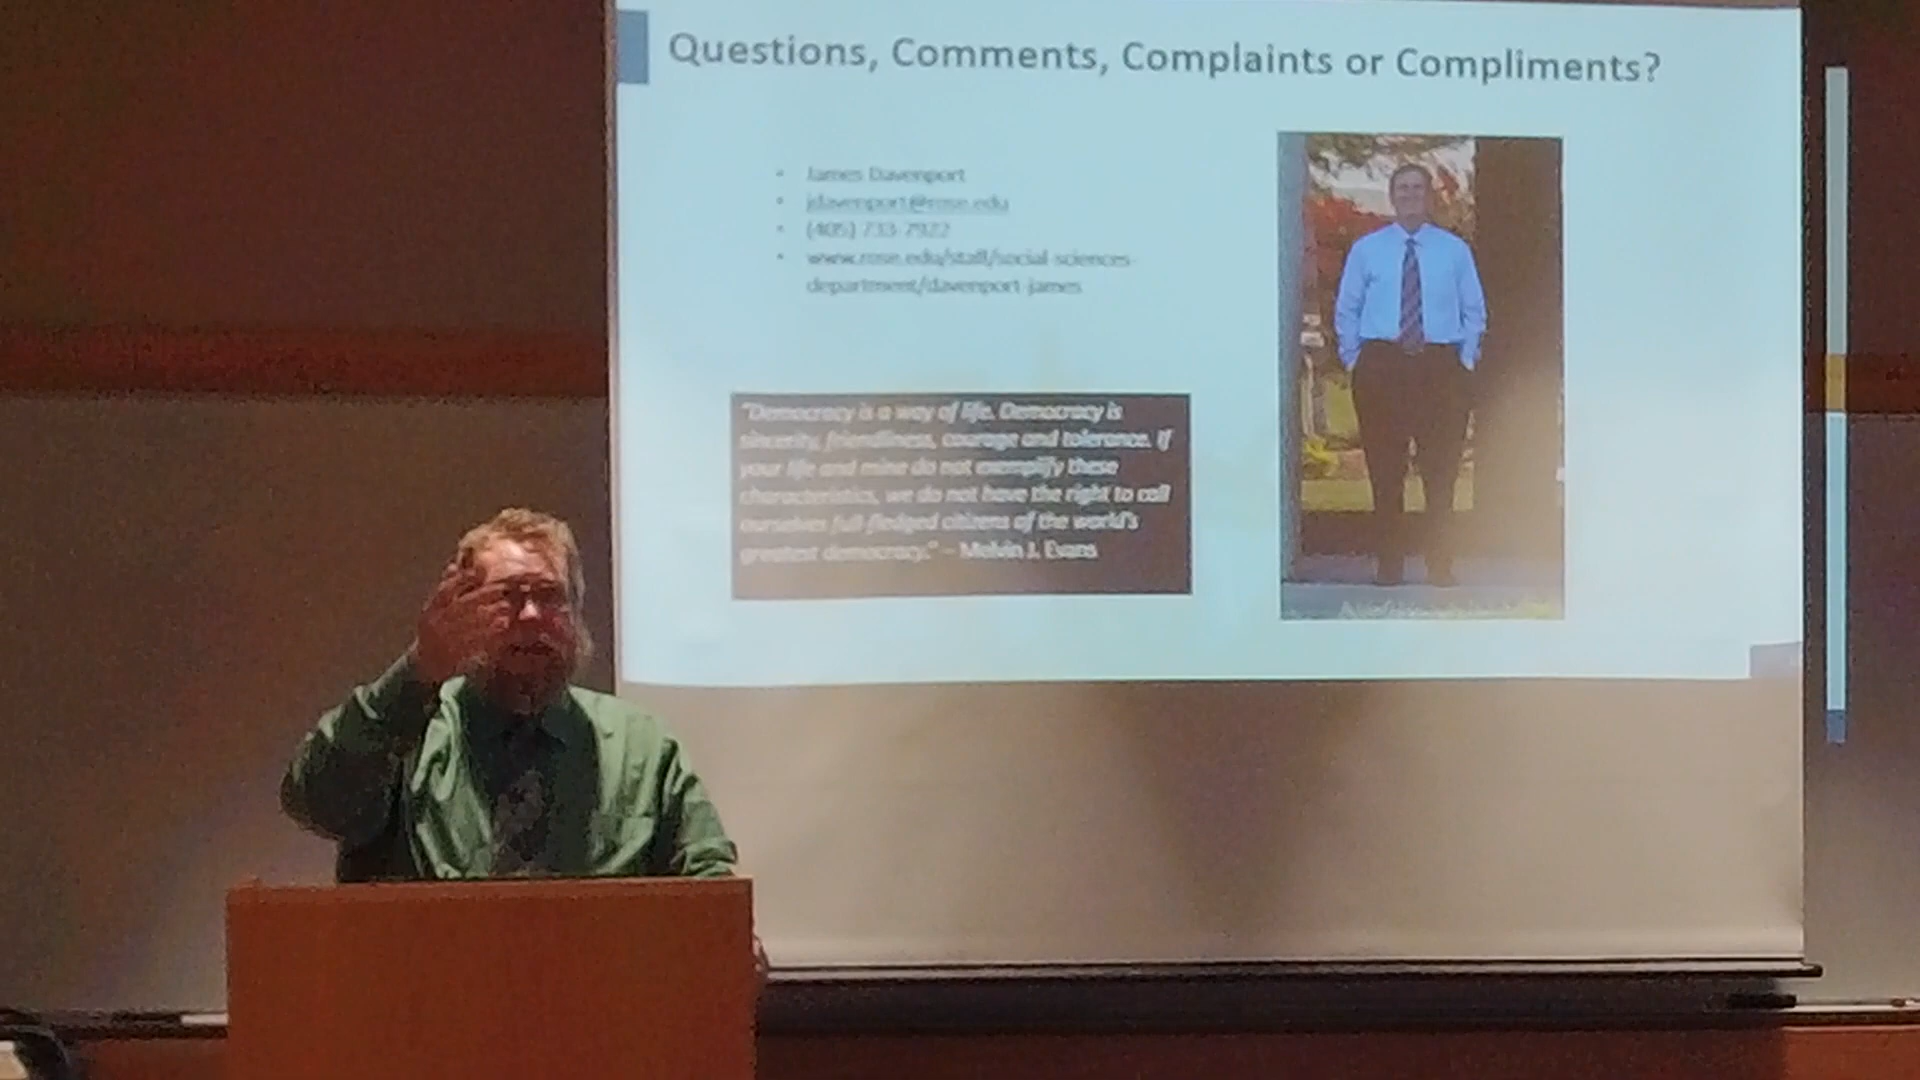 Questions, Comments, Complaints or Compliments?
James Davenport
jdavenport@rose.edu
(405) 733-7922
www.rose.edu/staff/social-sciences-
department/davenport-james
"Democracy is a way of life. Democracy is
sincerity, friendliness, courage and tolerance. If
your life and mine do not exemplify these
characteristics, we do not have the right to call
ourselves full-fledged citizens of the world's
greatest democracy." – Melvin J. Evans